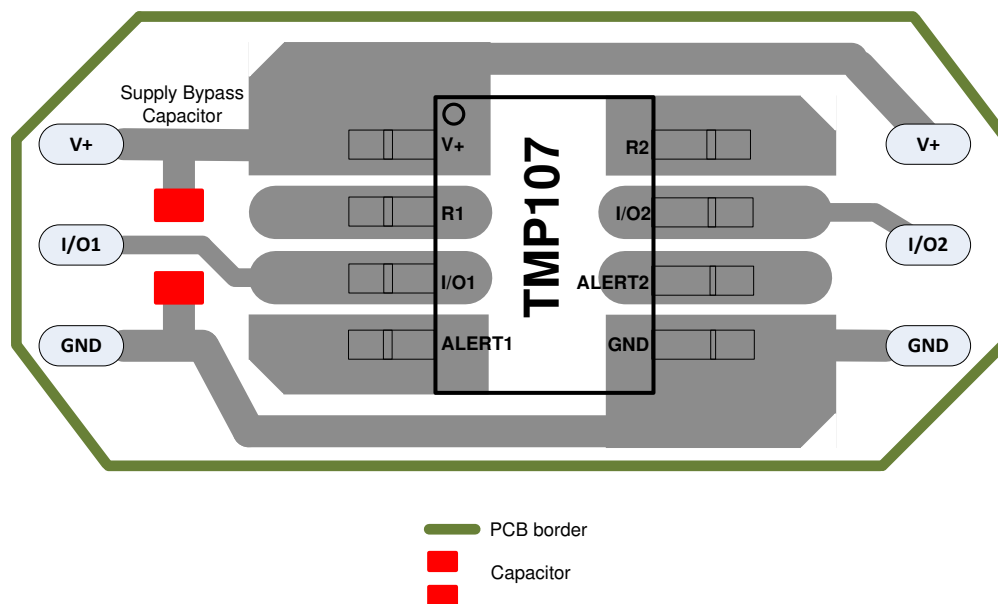 Supply Bypass
Capacitor
V+
I/O1
GND
V+
R1
I/O1
ALERT1
TMP107
R2
I/O2
ALERT2
GND
V+
I/O2
GND
PCB border
Capacitor